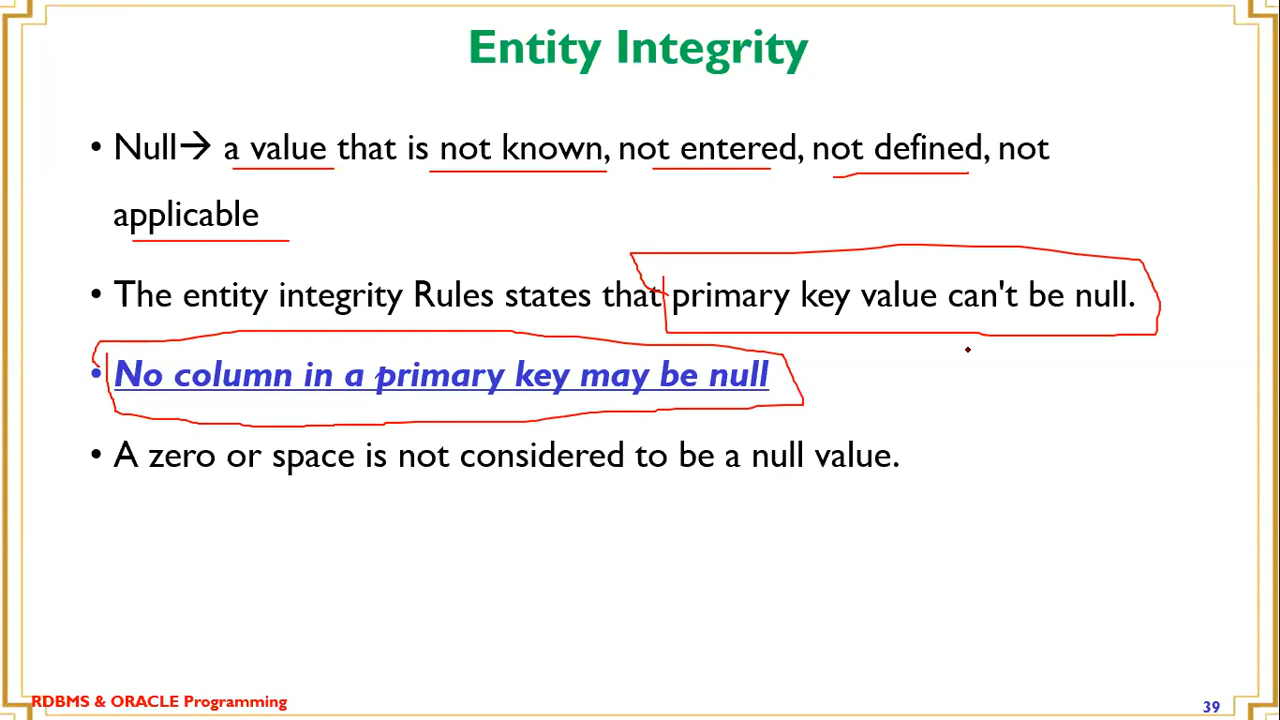 Entity Integrity
• Null→ a value that is not known, not entered, not defined, not
applicable
• The entity integrity Rules states that primary key value can't be null.
• No column in a primary key may be null
• A zero or space is not considered to be a null value.
RDBMS & ORACLE Programming
39